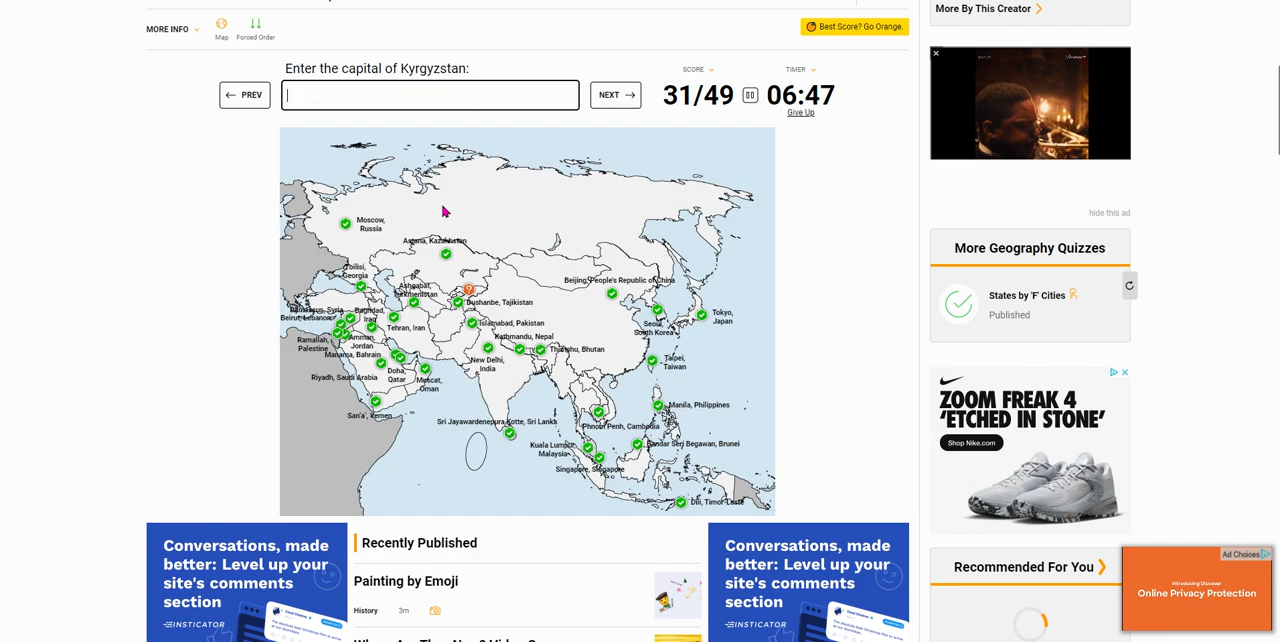 More By This Creator
MORE INFO
Map
Forced Order
Best Score? Go Orange.
Enter the capital of Kyrgyzstan:
← PREV
NEXT →
SCORE
31/49
TIMER
06:47
Give Up
Moscow,
Russia
Astana, Kazakhstan
Tbilisi,
Georgia
Ashgabat,
Turkmenistan
Beijing, People's Republic of China
Dushanbe, Tajikistan
Damascus, Syria
Beirut, Lebanon
Baghdad,
Iraq
Tehran, Iran
Islamabad, Pakistan
Seoul,
South Korea
Tokyo,
Japan
Ramallah,
Palestine
Amman,
Jordan
Kathmandu, Nepal
Thimphu, Bhutan
Manama, Bahrain
New Delhi,
India
Taipei,
Taiwan
Riyadh, Saudi Arabia
Doha,
Qatar
Muscat,
Oman
San'a', Yemen
Manila, Philippines
Sri Jayawardenepura Kotte, Sri Lanka
Phnom Penh, Cambodia
Kuala Lumpur,
Malaysia
Bandar Seri Begawan, Brunei
Singapore, Singapore
Dili, Timor-Leste
hide this ad
More Geography Quizzes
States by 'F' Cities
Published
NIKE
ZOOM FREAK 4
'ETCHED IN STONE'
Shop Nike.com
Conversations, made
better: Level up your
site's comments
section
INSTICATOR
Recently Published
Painting by Emoji
History 3m
Conversations, made
better: Level up your
site's comments
section
INSTICATOR
Recommended For You
Ad Choices
Introducing Discover
Online Privacy Protection